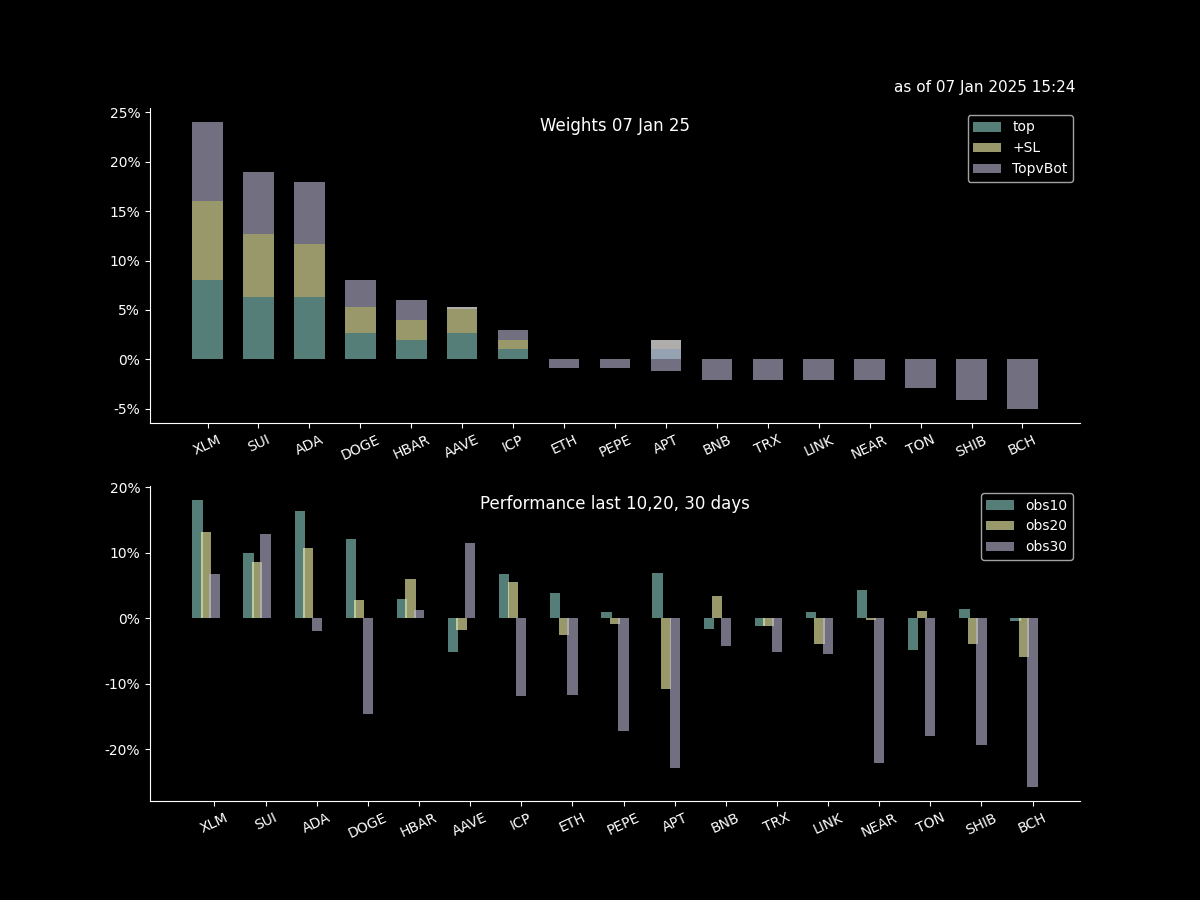 as of 07 Jan 2025 15:24
Weights 07 Jan 25
top
+SL
TopvBot
25%
20%
15%
10%
5%
0%
-5%
XLM SUI ADA DOGE HBAR AAVE ICP ETH PEPE APT BNB TRX LINK NEAR TON SHIB BCH
Performance last 10,20, 30 days
obs10
obs20
obs30
20%
10%
0%
-10%
-20%
XLM SUI ADA DOGE HBAR AAVE ICP ETH PEPE APT BNB TRX LINK NEAR TON SHIB BCH